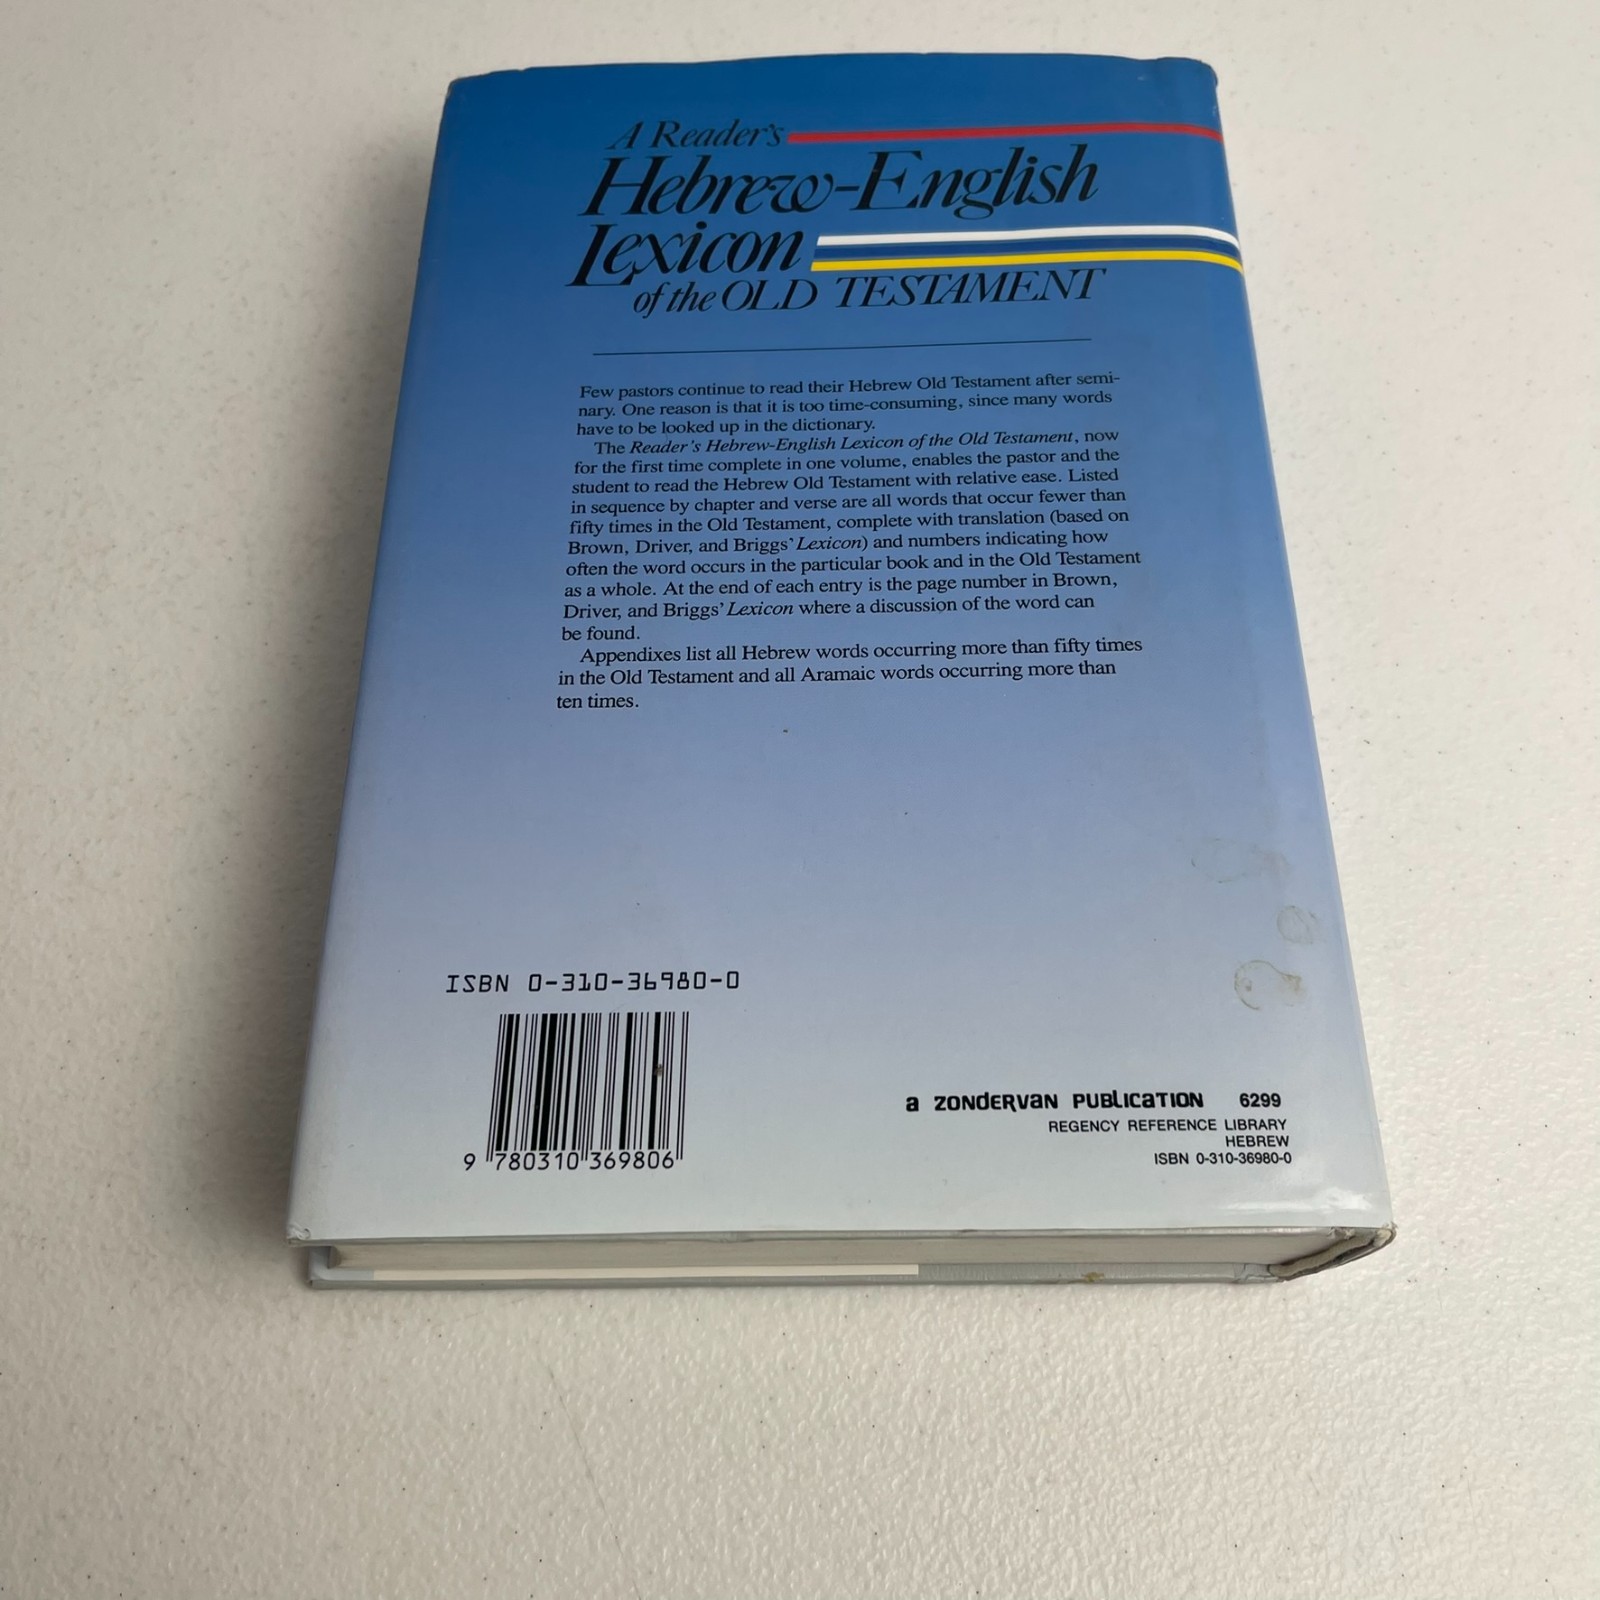 A Reader's
Hebrew-English
Lexicon
of the OLD TESTAMENT
Few pastors continue to read their Hebrew Old Testament after semi-
nary. One reason is that it is too time-consuming, since many words
have to be looked up in the dictionary.
The Reader's Hebrew-English Lexicon of the Old Testament, now
for the first time complete in one volume, enables the pastor and the
student to read the Hebrew Old Testament with relative ease. Listed
in sequence by chapter and verse are all words that occur fewer than
fifty times in the Old Testament, complete with translation (based on
Brown, Driver, and Briggs' Lexicon) and numbers indicating how
often the word occurs in the particular book and in the Old Testament
as a whole. At the end of each entry is the page number in Brown,
Driver, and Briggs' Lexicon where a discussion of the word can
be found.
Appendixes list all Hebrew words occurring more than fifty times
in the Old Testament and all Aramaic words occurring more than
ten times.
ISBN 0-310-36980-0
9 780310 369806
a ZONDERVAN PUBLICATION 6299
REGENCY REFERENCE LIBRARY
HEBREW
ISBN 0-310-36980-0